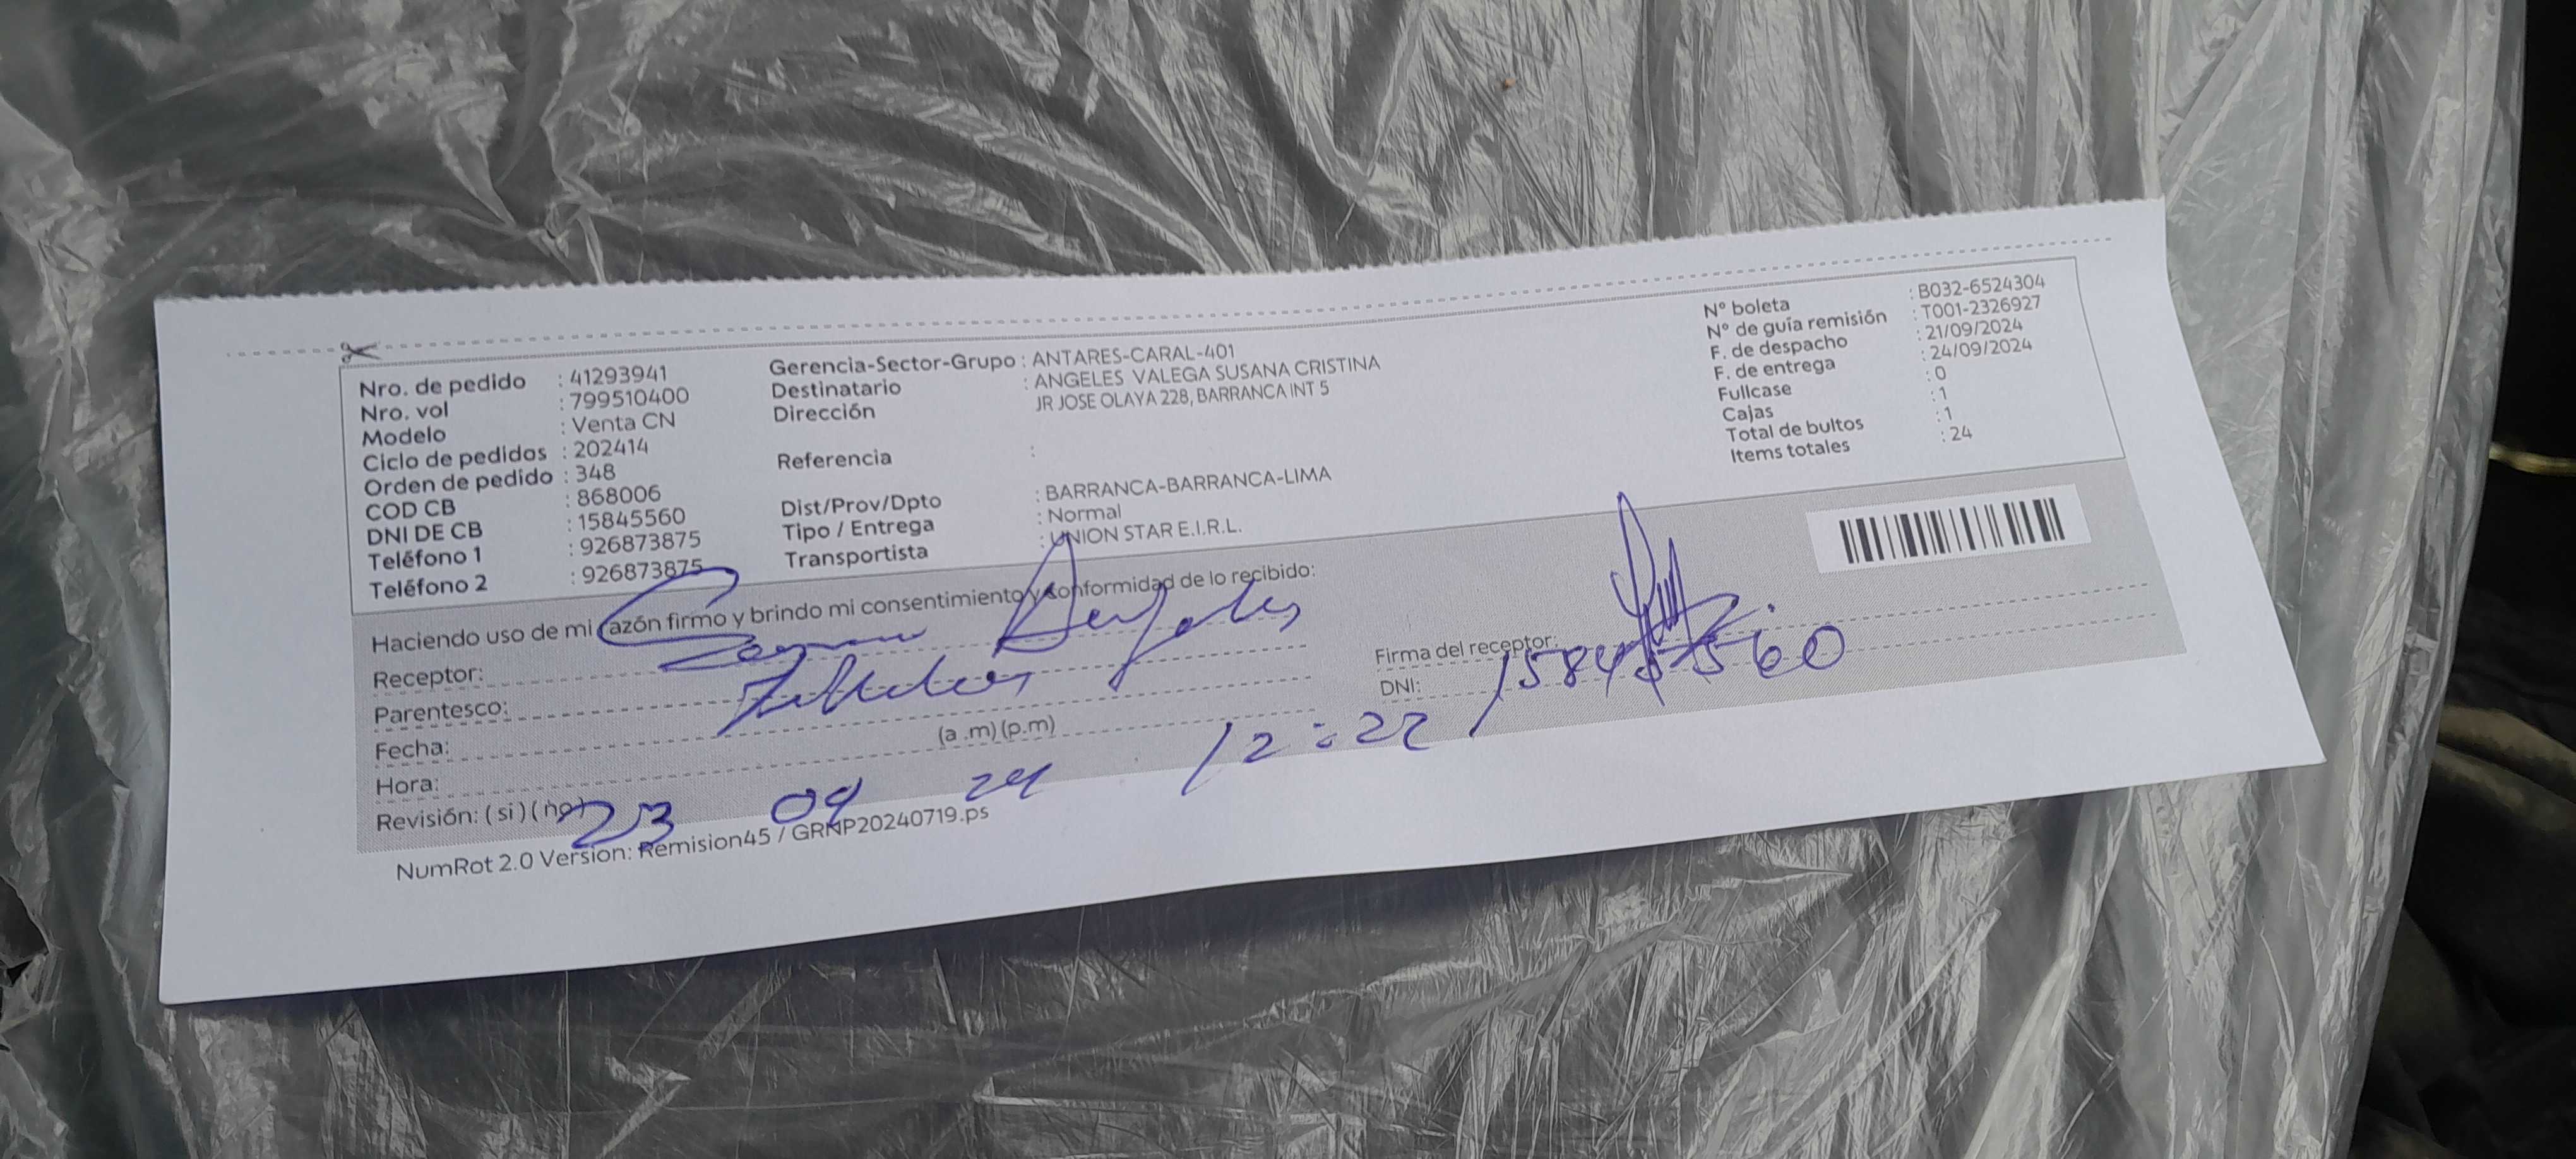 Nro. de pedido : 41293941
Nro. vol : 799510400
Modelo : Venta CN
Ciclo de pedidos : 202414
Orden de pedido : 348
COD CB : 868006
DNI DE CB : 15845560
Teléfono 1 : 926873875
Teléfono 2 : 926873875
Gerencia-Sector-Grupo : ANTARES-CARAL-401
Destinatario : ANGELES VALEGA SUSANA CRISTINA
Dirección JR JOSE OLAYA 228, BARRANCA INT 5
Referencia :
Dist/Prov/Dpto : BARRANCA-BARRANCA-LIMA
Tipo / Entrega : Normal
Transportista : UNION STAR E.I.R.L.
N° boleta : B032-6524304
N° de guía remisión : T001-2326927
F. de despacho : 21/09/2024
F. de entrega : 24/09/2024
Fullcase : 0
Cajas : 1
Total de bultos : 1
Items totales : 24
Haciendo uso de mi razón firmo y brindo mi consentimiento y conformidad de lo recibido:
Receptor: Angeles
Parentesco:
Fecha:
Hora: (a .m) (p.m)
Revisión: ( si ) ( no )
Firma del receptor:
DNI: 15845560
12:22
23 09 24
NumRot 2.0 Version: Remision45 / GRNP20240719.ps